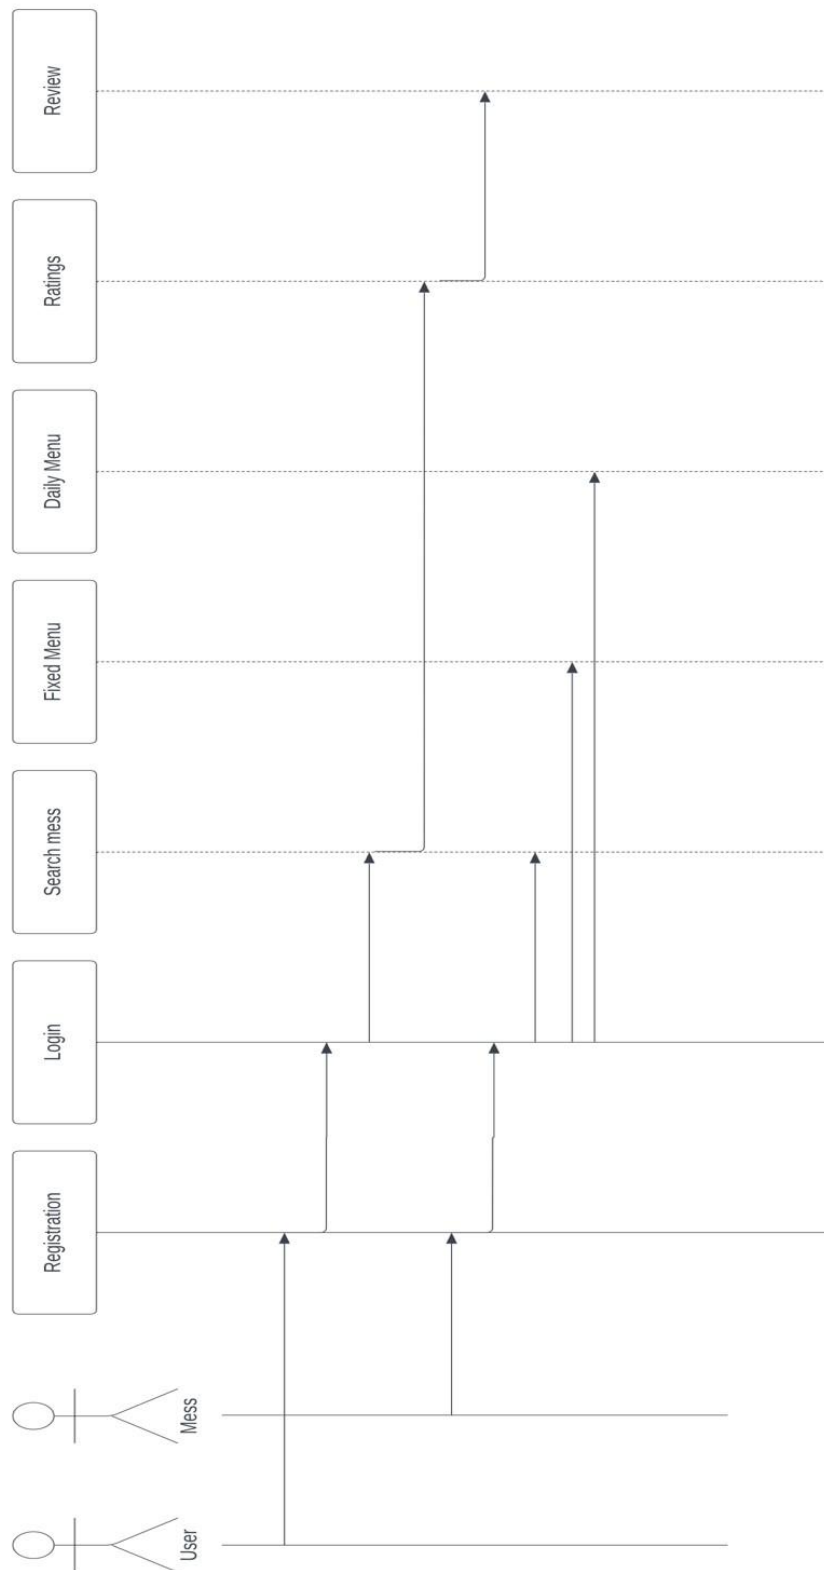 User
Mess
Registration
Login
Search mess
Fixed Menu
Daily Menu
Ratings
Review